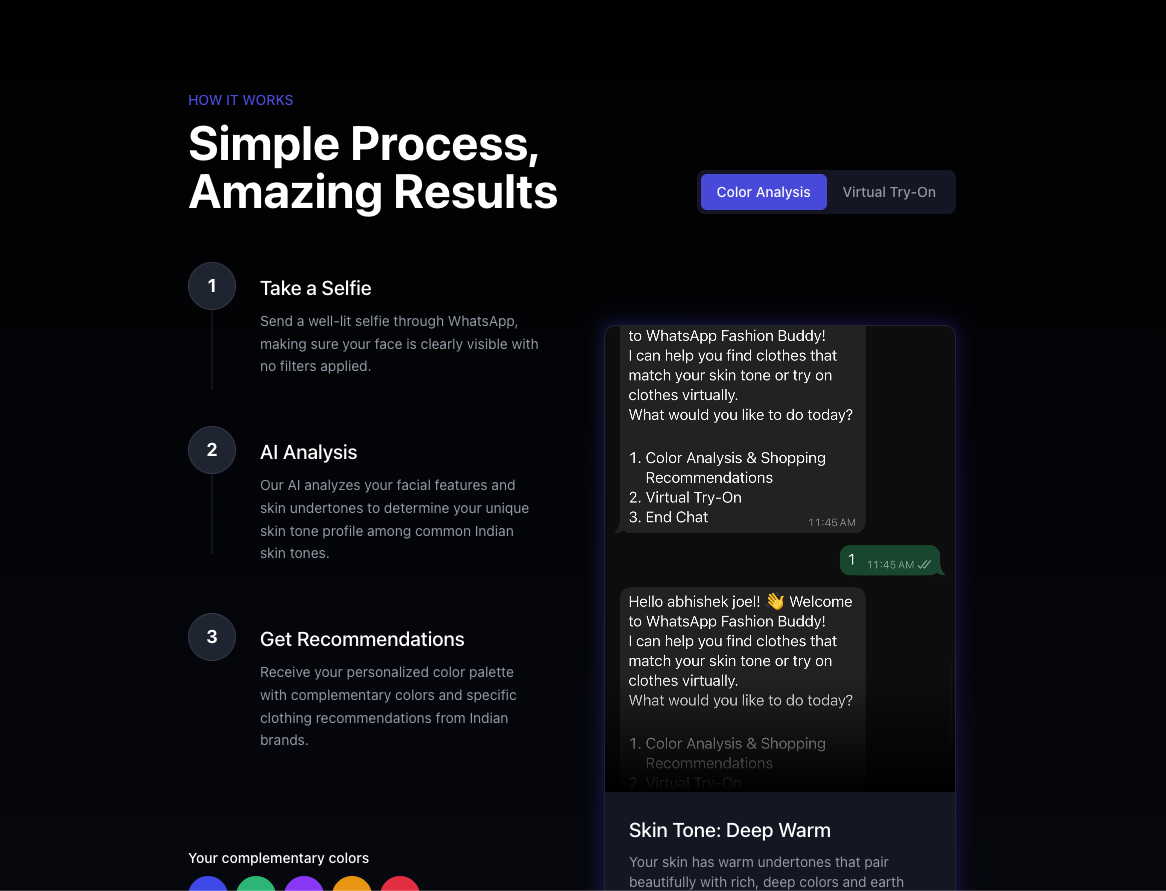 HOW IT WORKS
Simple Process,
Amazing Results
Color Analysis
Virtual Try-On
1
Take a Selfie
Send a well-lit selfie through WhatsApp,
making sure your face is clearly visible with
no filters applied.
2
AI Analysis
Our AI analyzes your facial features and
skin undertones to determine your unique
skin tone profile among common Indian
skin tones.
3
Get Recommendations
Receive your personalized color palette
with complementary colors and specific
clothing recommendations from Indian
brands.
Your complementary colors
to WhatsApp Fashion Buddy!
I can help you find clothes that
match your skin tone or try on
clothes virtually.
What would you like to do today?
1. Color Analysis & Shopping
Recommendations
2. Virtual Try-On
3. End Chat
11:45 AM
1 11:45 AM
Hello abhishek joel! 👋 Welcome
to WhatsApp Fashion Buddy!
I can help you find clothes that
match your skin tone or try on
clothes virtually.
What would you like to do today?
1. Color Analysis & Shopping
Recommendations
2. Virtual Try-On
Skin Tone: Deep Warm
Your skin has warm undertones that pair
beautifully with rich, deep colors and earth